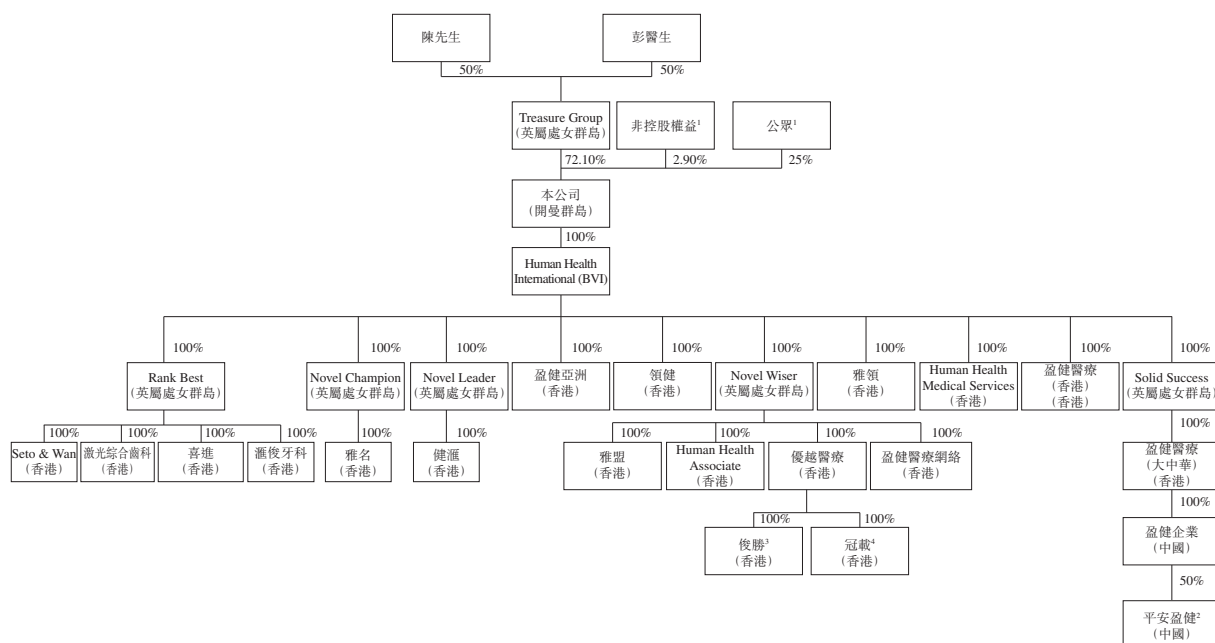 陳先生
彭醫生
50%
50%
Treasure Group
(英屬處女群島)
非控股權益¹
公眾¹
72.10%
2.90%
25%
本公司
(開曼群島)
100%
Human Health
International (BVI)
100%
100%
100%
100%
100%
100%
100%
100%
100%
100%
Rank Best
(英屬處女群島)
Novel Champion
(英屬處女群島)
Novel Leader
(英屬處女群島)
盈健亞洲
(香港)
領健
(香港)
Novel Wiser
(英屬處女群島)
雅領
(香港)
Human Health
Medical Services
(香港)
盈健醫療
(香港)
(香港)
Solid Success
(英屬處女群島)
100%
100%
100%
100%
100%
100%
100%
100%
100%
100%
100%
Seto & Wan
(香港)
激光綜合齒科
(香港)
喜進
(香港)
滙俊牙科
(香港)
雅名
(香港)
健滙
(香港)
雅盟
(香港)
Human Health
Associate
(香港)
優越醫療
(香港)
盈健醫療網絡
(香港)
盈健醫療
(大中華)
(香港)
100%
100%
100%
俊勝³
(香港)
冠載⁴
(香港)
盈健企業
(中國)
50%
平安盈健²
(中國)